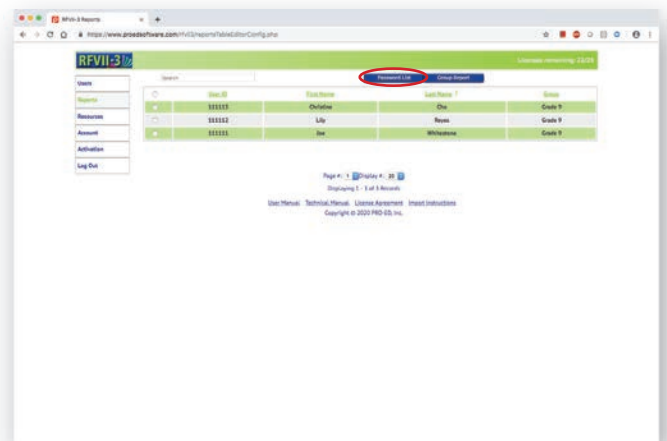 RFVII-3 Reports
https://www.proedsoftware.com/rfvii3/reportsTableEditorConfig.php
RFVII-3
Licenses remaining: 22/25
Users
Reports
Resources
Account
Activation
Log Out
Search
Password List
Group Report
User ID First Name Last Name Group
111113 Christine Cho Grade 9
111112 Lily Reyes Grade 9
111111 Joe Whitestone Grade 9
Page #: 1 Display #: 20
Displaying 1 - 3 of 3 Records
User Manual Technical Manual License Agreement Import Instructions
Copyright © 2020 PRO-ED, Inc.